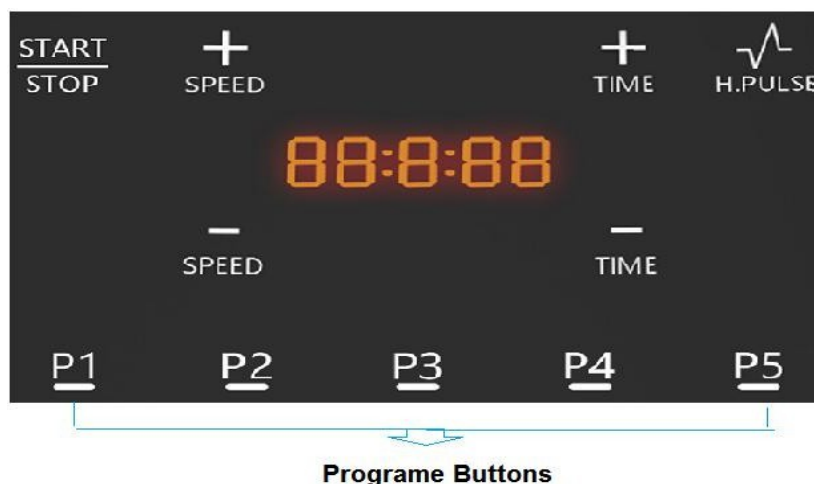 START
STOP
+
SPEED
+
TIME
H.PULSE
88:8:88
-
SPEED
-
TIME
P1 P2 P3 P4 P5
Programe Buttons